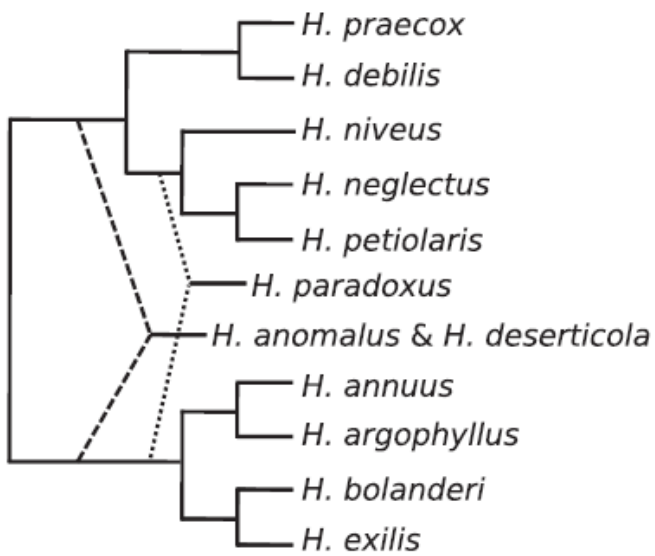 H. praecox
H. debilis
H. niveus
H. neglectus
H. petiolaris
H. paradoxus
H. anomalus & H. deserticola
H. annuus
H. argophyllus
H. bolanderi
H. exilis